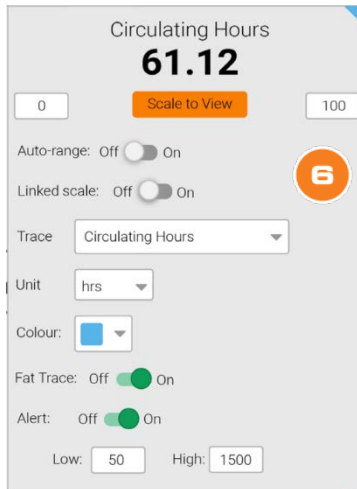 Circulating Hours
61.12
0 Scale to View 100
Auto-range: Off On
Linked scale: Off On
6
Trace Circulating Hours
Unit hrs
Colour:
Fat Trace: Off On
Alert: Off On
Low: 50 High: 1500